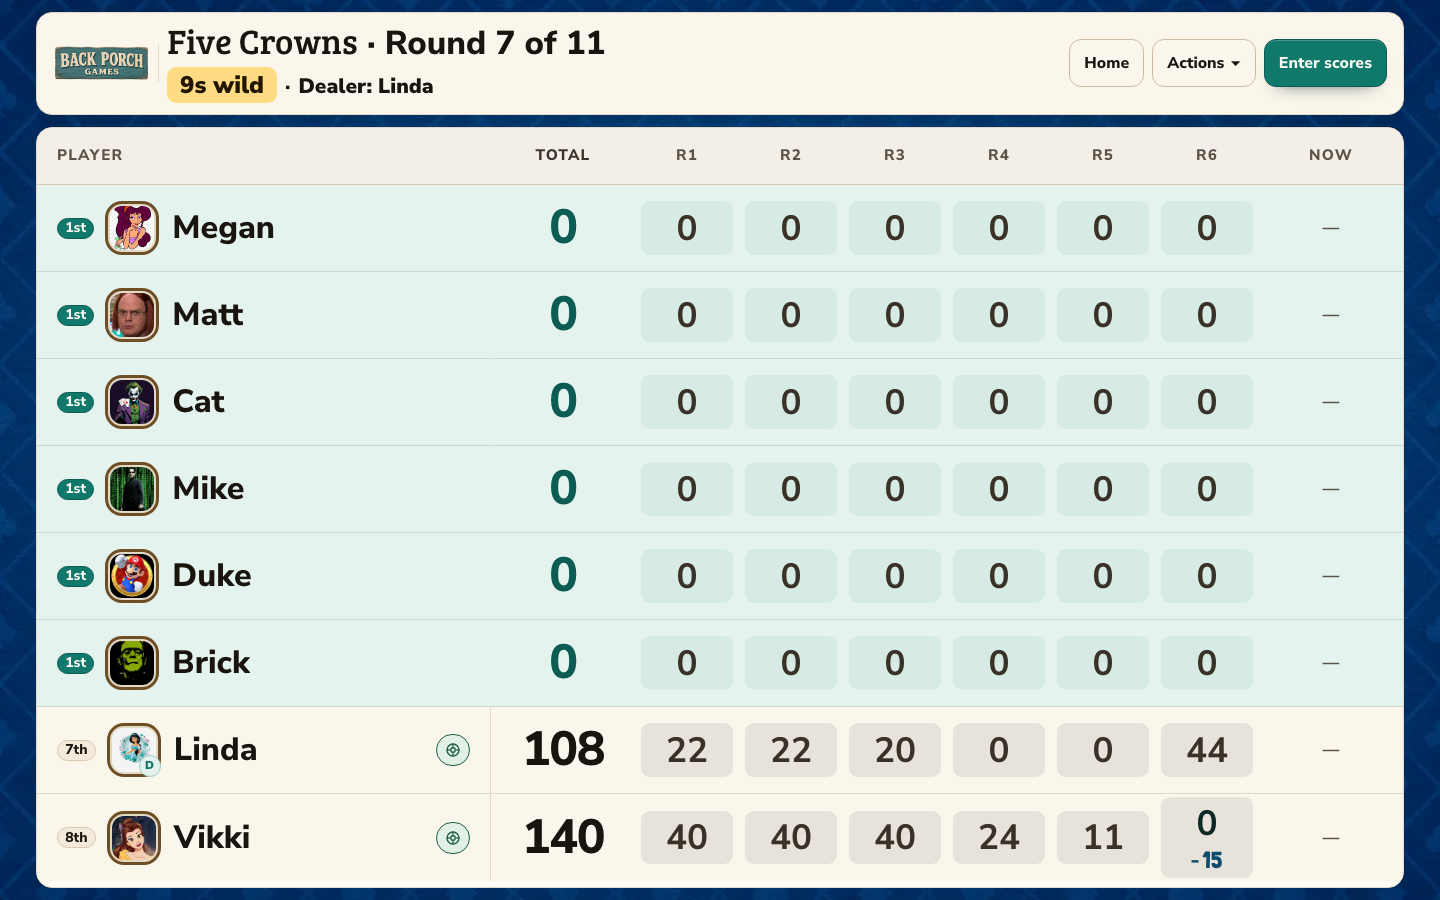 BACK PORCH
GAMES
Five Crowns · Round 7 of 11
9s wild · Dealer: Linda
Home
Actions
Enter scores
PLAYER TOTAL R1 R2 R3 R4 R5 R6 NOW
1st Megan 0 0 0 0 0 0 0 —
1st Matt 0 0 0 0 0 0 0 —
1st Cat 0 0 0 0 0 0 0 —
1st Mike 0 0 0 0 0 0 0 —
1st Duke 0 0 0 0 0 0 0 —
1st Brick 0 0 0 0 0 0 0 —
7th D Linda 108 22 22 20 0 0 44 —
8th Vikki 140 40 40 40 24 11 0 —
-15